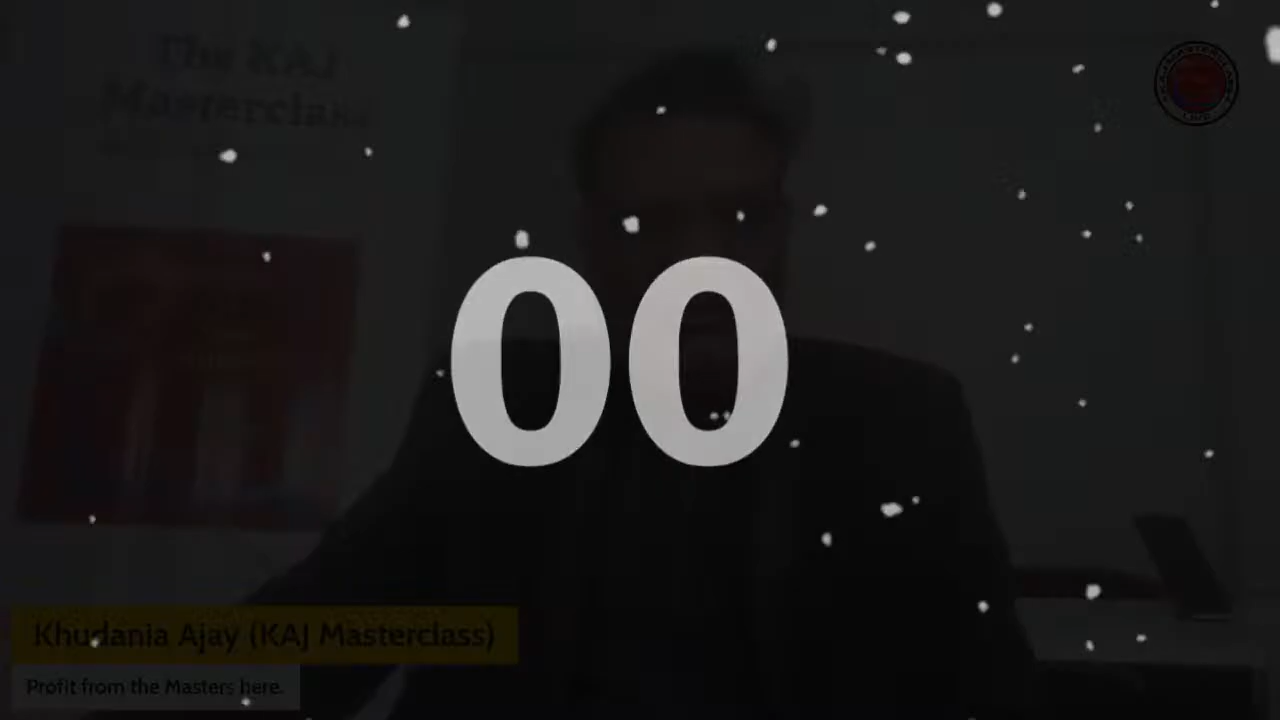 The KAJ
Masterclass
00
Khudania Ajay (KAJ Masterclass)
Profit from the Masters here.